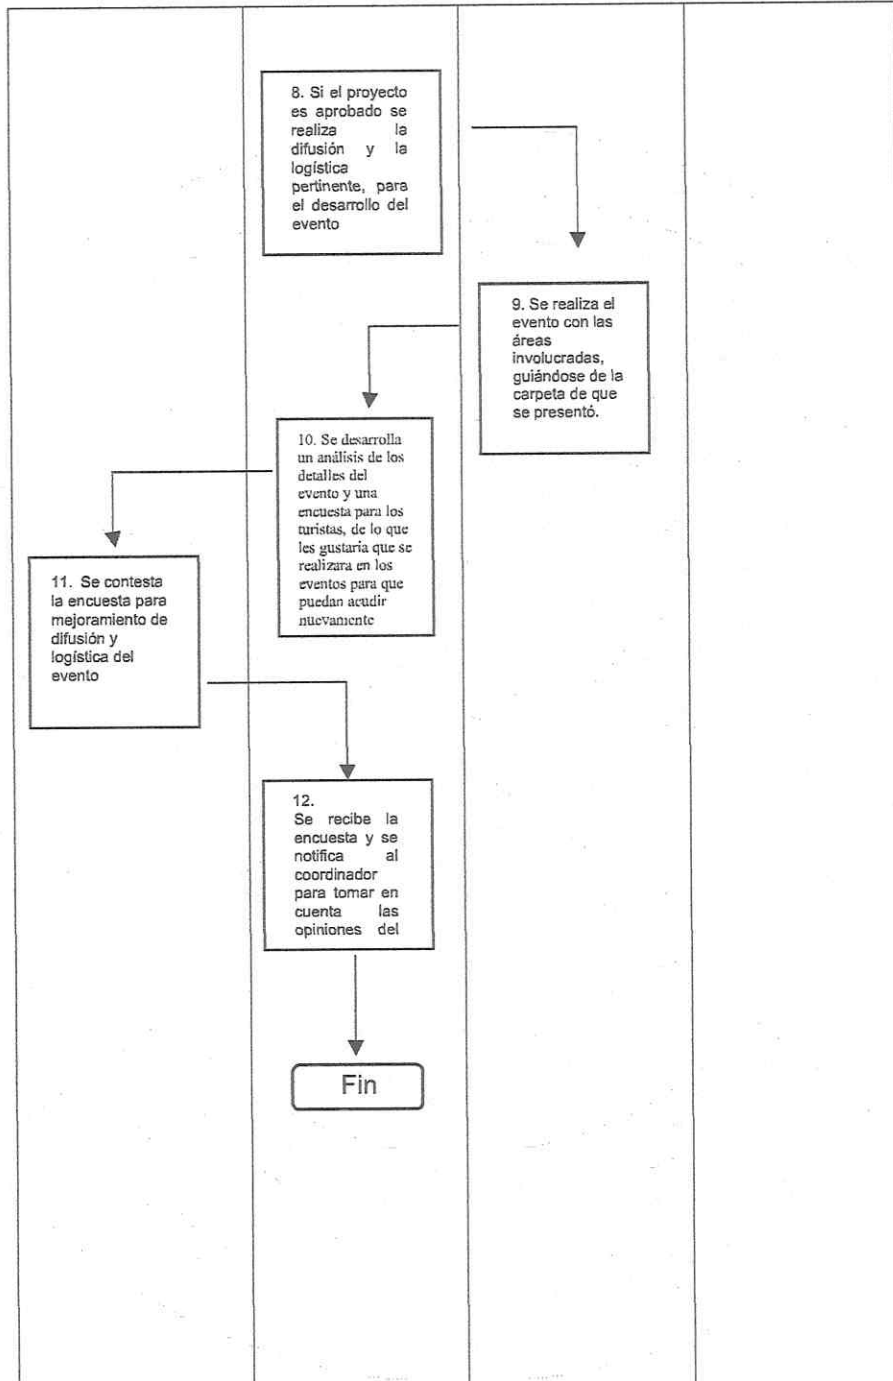 8. Si el proyecto
es aprobado se
realiza la
difusión y la
logística
pertinente, para
el desarrollo del
evento
9. Se realiza el
evento con las
áreas
involucradas,
guiándose de la
carpeta de que
se presentó.
10. Se desarrolla
un análisis de los
detalles del
evento y una
encuesta para los
turistas, de lo que
les gustaria que se
realizara en los
eventos para que
puedan acudir
nuevamente
11. Se contesta
la encuesta para
mejoramiento de
difusión y
logística del
evento
12.
Se recibe la
encuesta y se
notifica al
coordinador
para tomar en
cuenta las
opiniones del
Fin